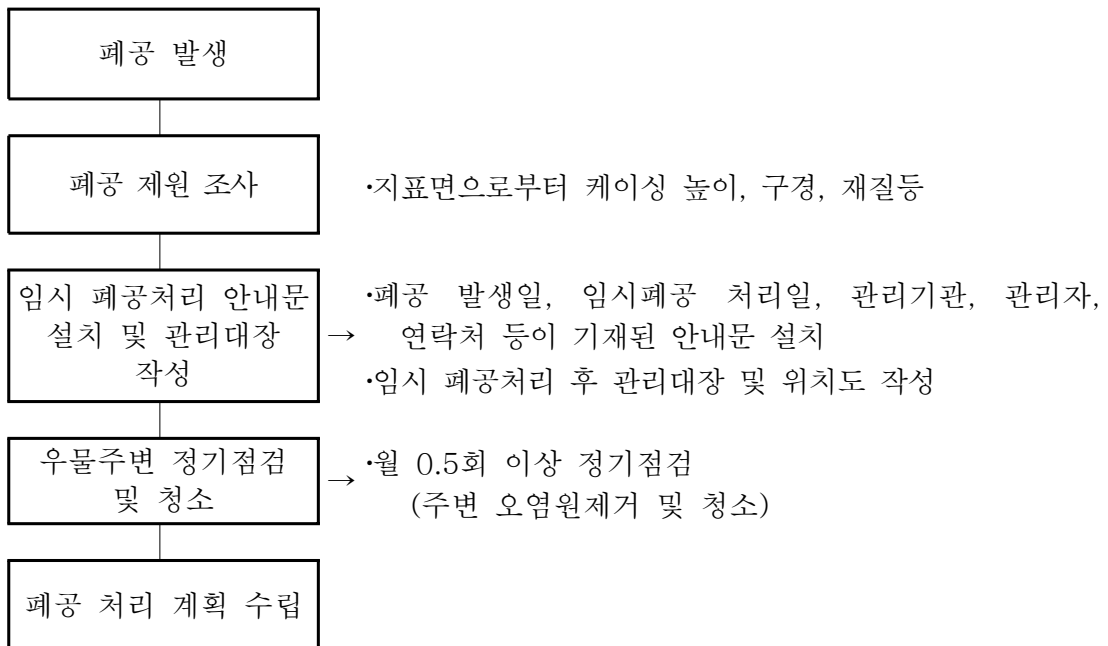 폐공 발생
폐공 제원 조사
·지표면으로부터 케이싱 높이, 구경, 재질등
임시 폐공처리 안내문
설치 및 관리대장
작성
→
·폐공 발생일, 임시폐공 처리일, 관리기관, 관리자,
연락처 등이 기재된 안내문 설치
·임시 폐공처리 후 관리대장 및 위치도 작성
우물주변 정기점검
및 청소
→
·월 0.5회 이상 정기점검
(주변 오염원제거 및 청소)
폐공 처리 계획 수립